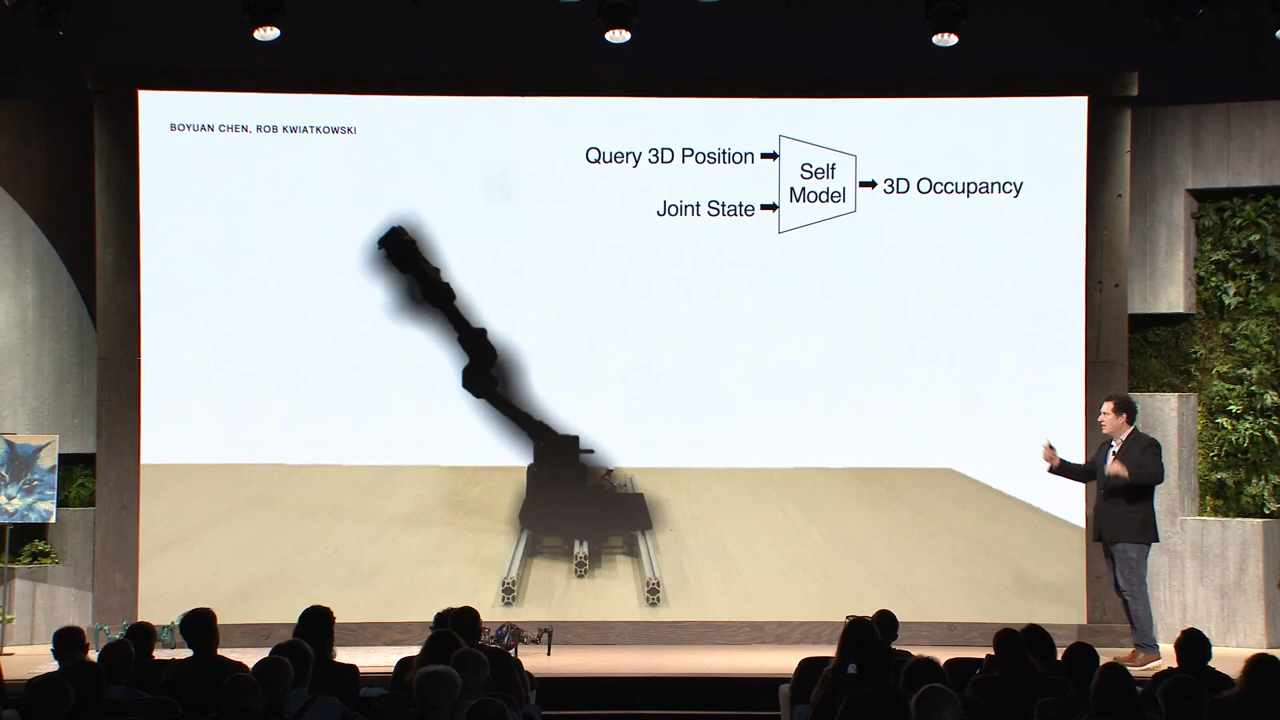 BOYUAN CHEN, ROB KWIATKOWSKI
Query 3D Position
Joint State
Self
Model
3D Occupancy